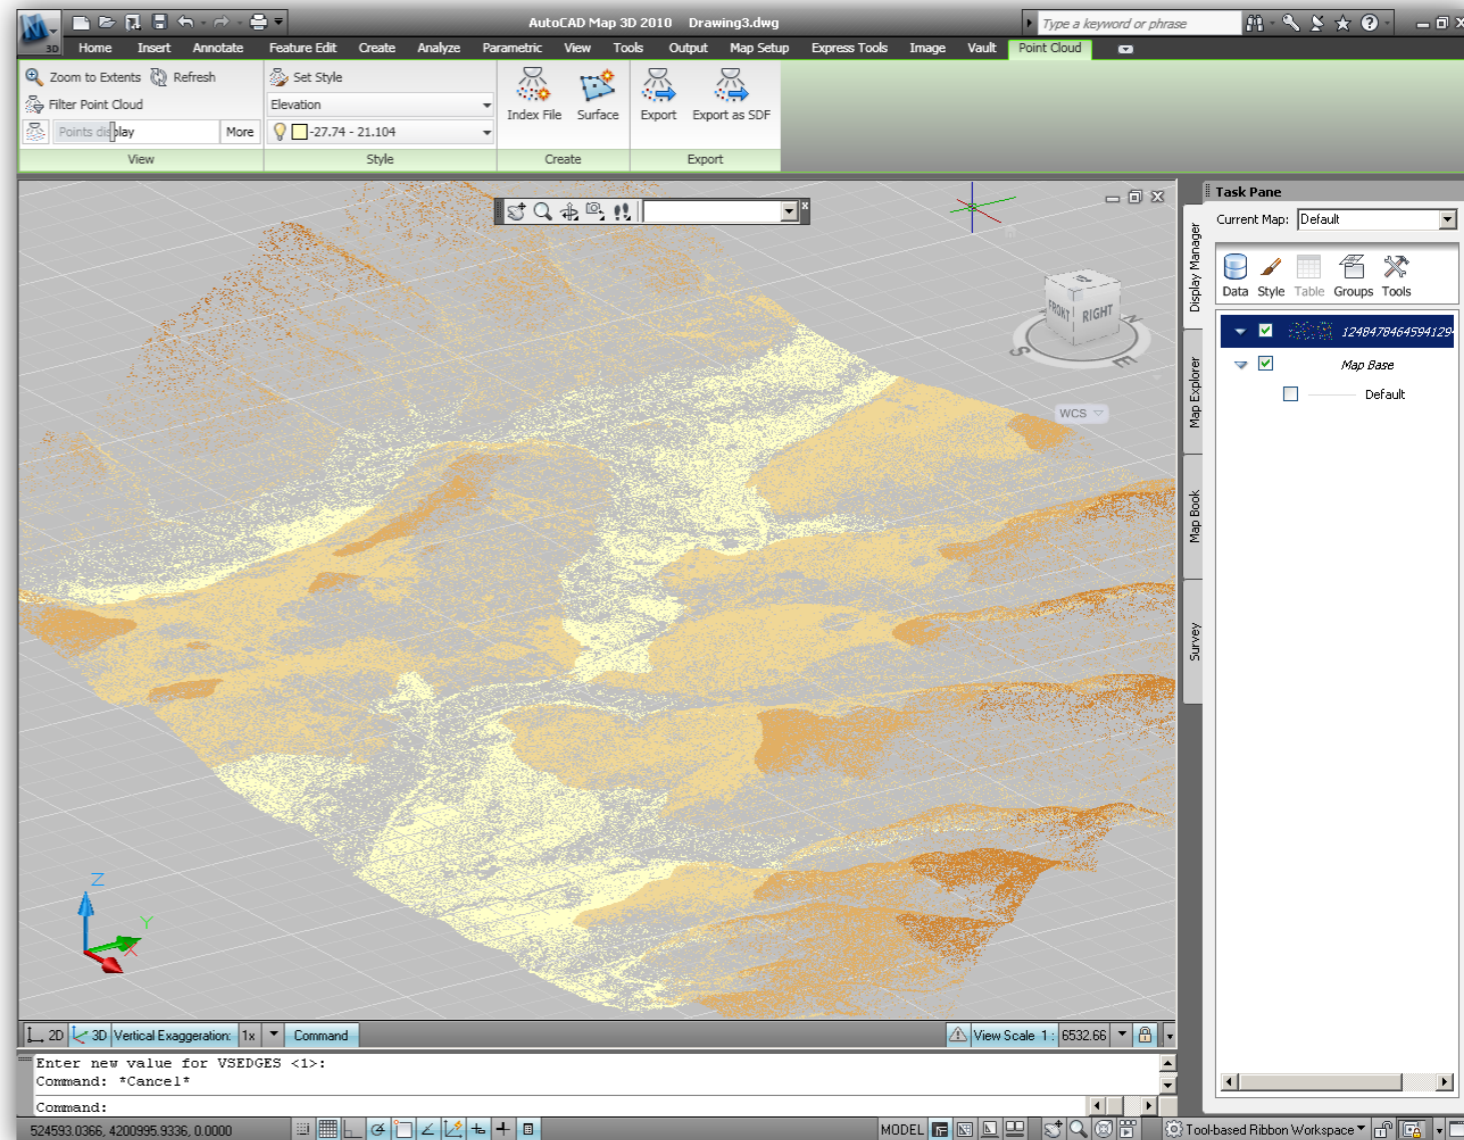 AutoCAD Map 3D 2010 Drawing3.dwg
Type a keyword or phrase
3D Home Insert Annotate Feature Edit Create Analyze Parametric View Tools Output Map Setup Express Tools Image Vault Point Cloud
Zoom to Extents Refresh
Filter Point Cloud
Points display More
View
Set Style
Elevation
-27.74 - 21.104
Style
Index File Surface
Create
Export Export as SDF
Export
FRONT RIGHT
S E N
WCS
Z
Y
X
Task Pane
Current Map: Default
Data Style Table Groups Tools
Display Manager
Map Explorer
Map Book
Survey
Map Base
Default
2D 3D Vertical Exaggeration: 1x Command
View Scale 1 : 6532.66
Enter new value for VSEDGES <1>:
Command: *Cancel*
Command:
524593.0366, 4200995.9336, 0.0000
MODEL
Tool-based Ribbon Workspace